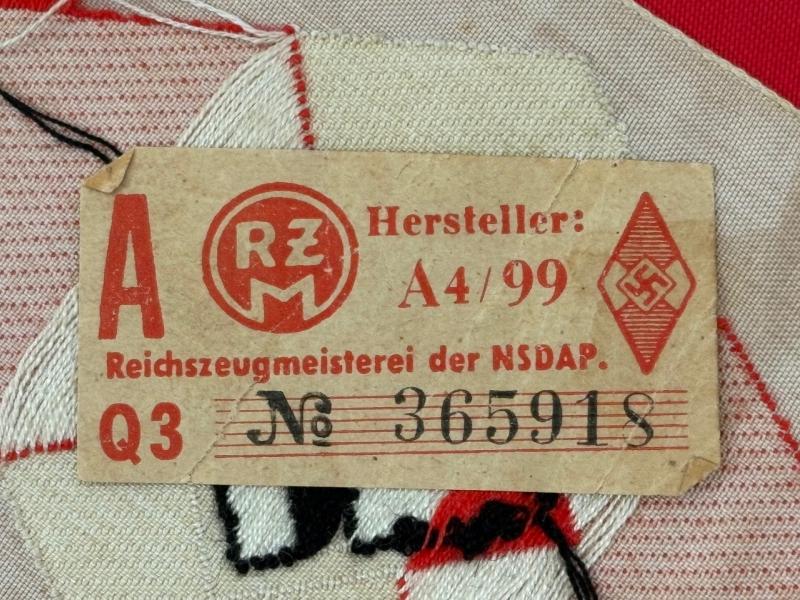 A
RZM
Hersteller:
A4/99
Reichszeugmeisterei der NSDAP.
Q3
№ 365918